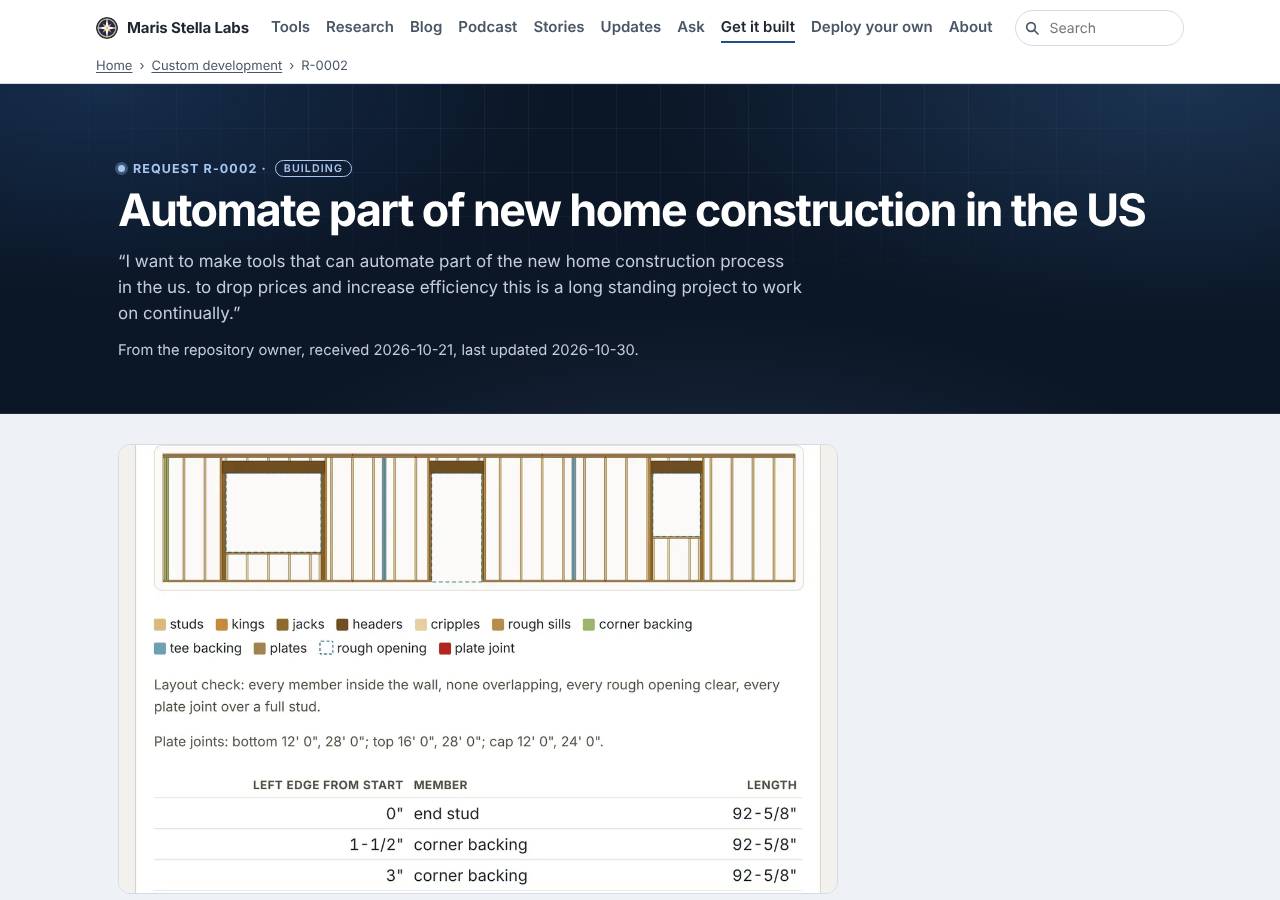 Maris Stella Labs Tools Research Blog Podcast Stories Updates Ask Get it built Deploy your own About Search
Home › Custom development › R-0002
REQUEST R-0002 · BUILDING
Automate part of new home construction in the US
“I want to make tools that can automate part of the new home construction process
in the us. to drop prices and increase efficiency this is a long standing project to work
on continually.”
From the repository owner, received 2026-10-21, last updated 2026-10-30.
studs kings jacks headers cripples rough sills corner backing
tee backing plates rough opening plate joint
Layout check: every member inside the wall, none overlapping, every rough opening clear, every
plate joint over a full stud.
Plate joints: bottom 12' 0", 28' 0"; top 16' 0", 28' 0"; cap 12' 0", 24' 0".
LEFT EDGE FROM START MEMBER LENGTH
0" end stud 92-5/8"
1-1/2" corner backing 92-5/8"
3" corner backing 92-5/8"